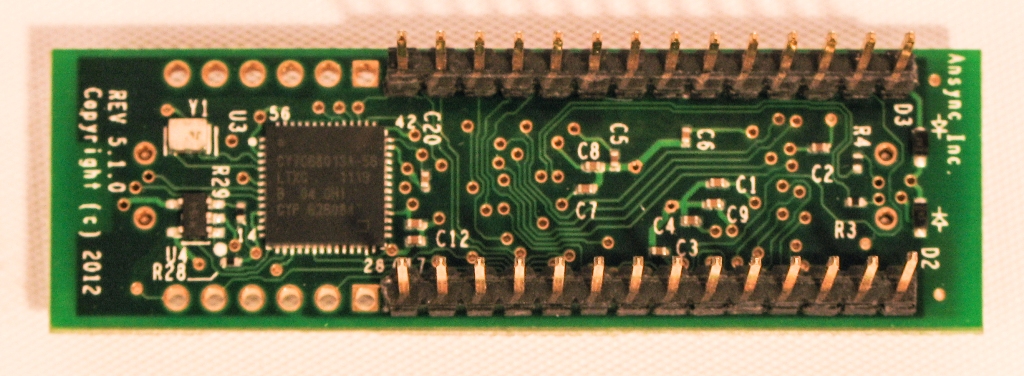 REV 5.1.0
Copyright (c) 2012
Y1
U3
56
42
C20
R29
U4
R28
14
28
C12
C8
C5
C6
C7
C1
C9
C4
C3
C2
R4
R3
D3
D2
Ansync Inc.
1119